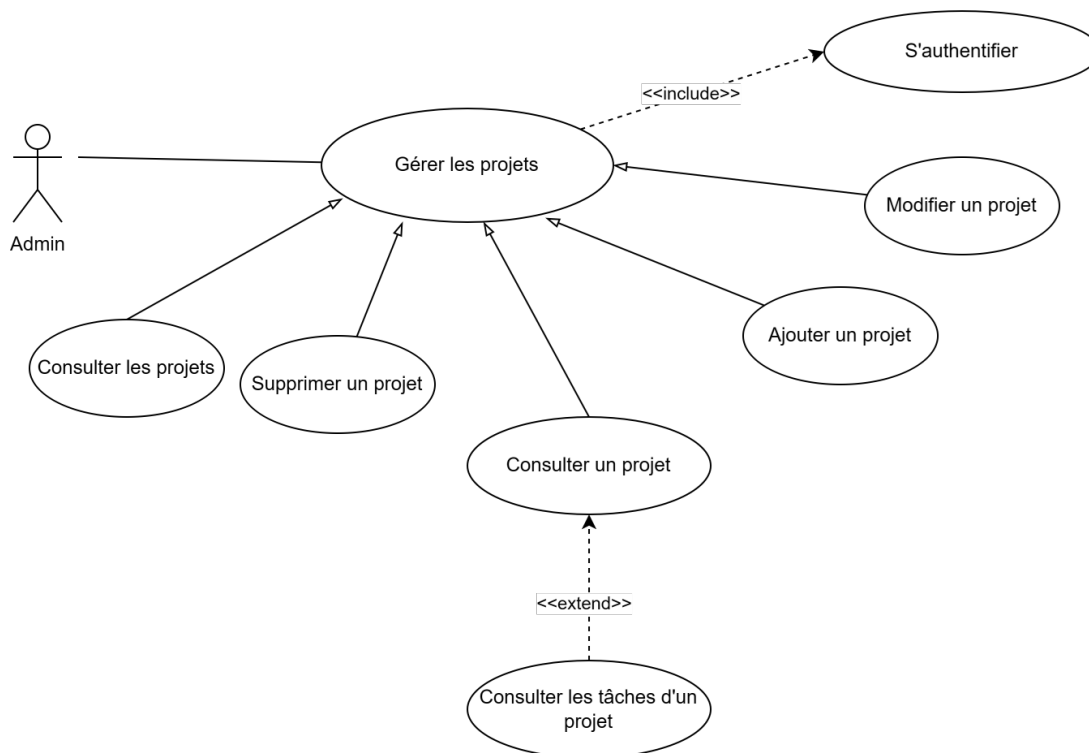 S'authentifier
<<include>>
Gérer les projets
Modifier un projet
Admin
Ajouter un projet
Consulter les projets
Supprimer un projet
Consulter un projet
<<extend>>
Consulter les tâches d'un
projet